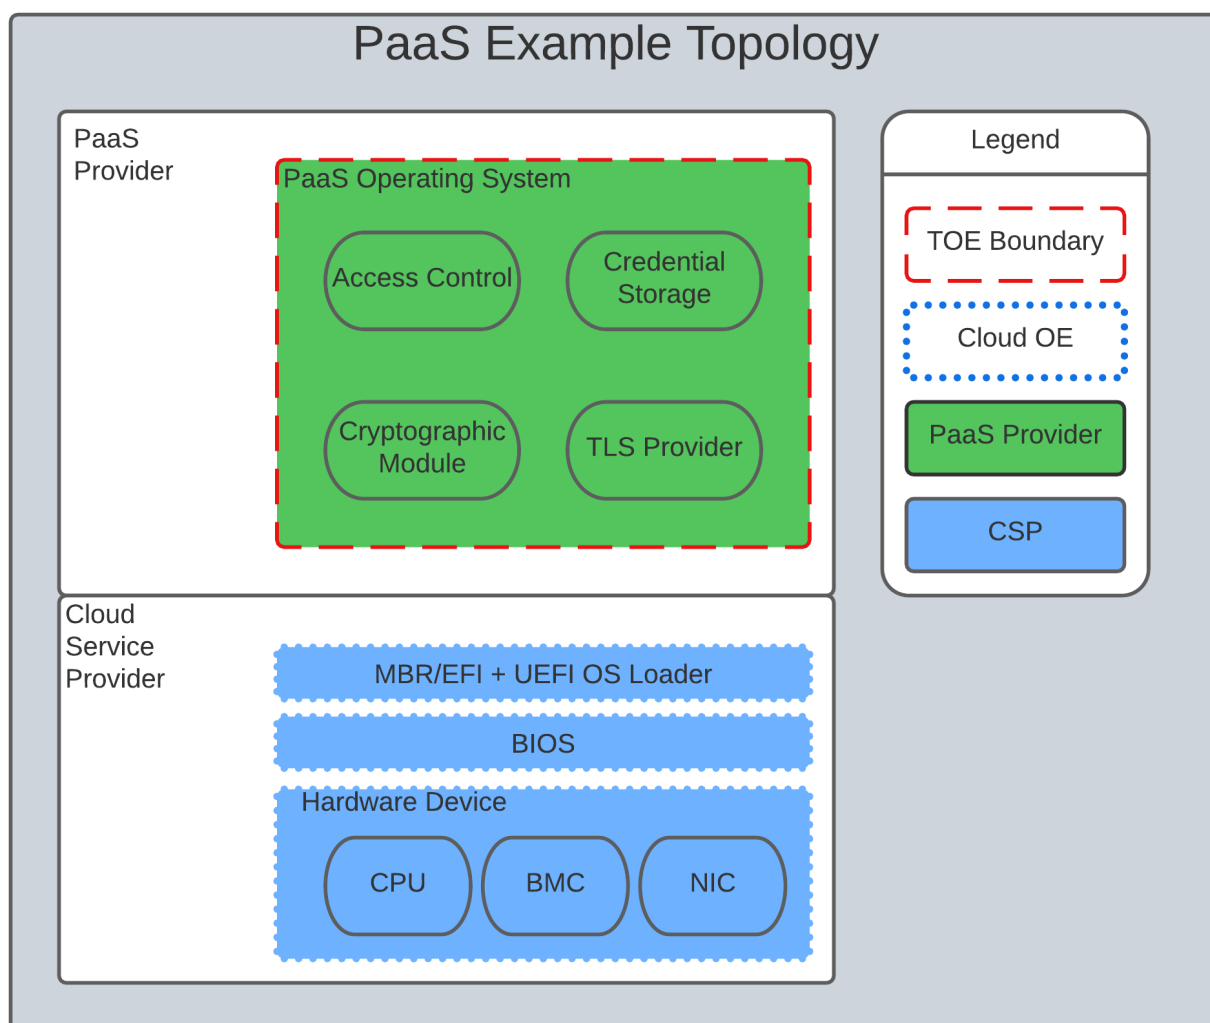 PaaS Example Topology
PaaS
Provider
PaaS Operating System
Access Control
Credential
Storage
Cryptographic
Module
TLS Provider
Cloud
Service
Provider
MBR/EFI + UEFI OS Loader
BIOS
Hardware Device
CPU
BMC
NIC
Legend
TOE Boundary
Cloud OE
PaaS Provider
CSP